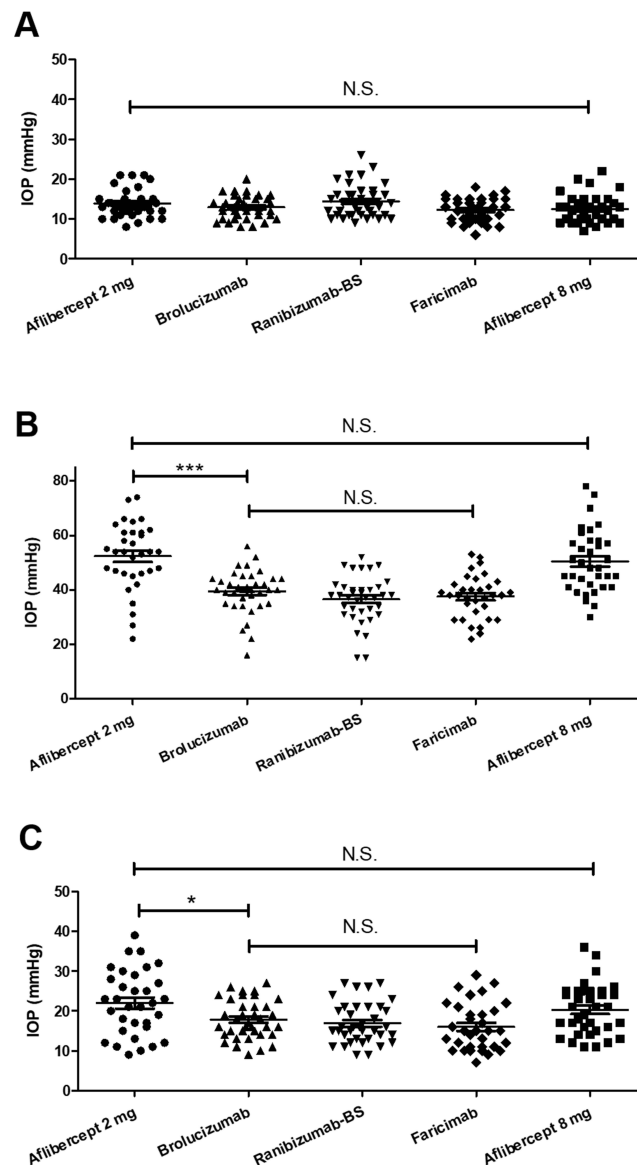 A
50
40
30
20
10
0
IOP (mmHg)
N.S.
Aflibercept 2 mg
Brolucizumab
Ranibizumab-BS
Faricimab
Aflibercept 8 mg
B
N.S.
***
N.S.
80
60
40
20
0
IOP (mmHg)
Aflibercept 2 mg
Brolucizumab
Ranibizumab-BS
Faricimab
Aflibercept 8 mg
C
N.S.
*
N.S.
50
40
30
20
10
0
IOP (mmHg)
Aflibercept 2 mg
Brolucizumab
Ranibizumab-BS
Faricimab
Aflibercept 8 mg